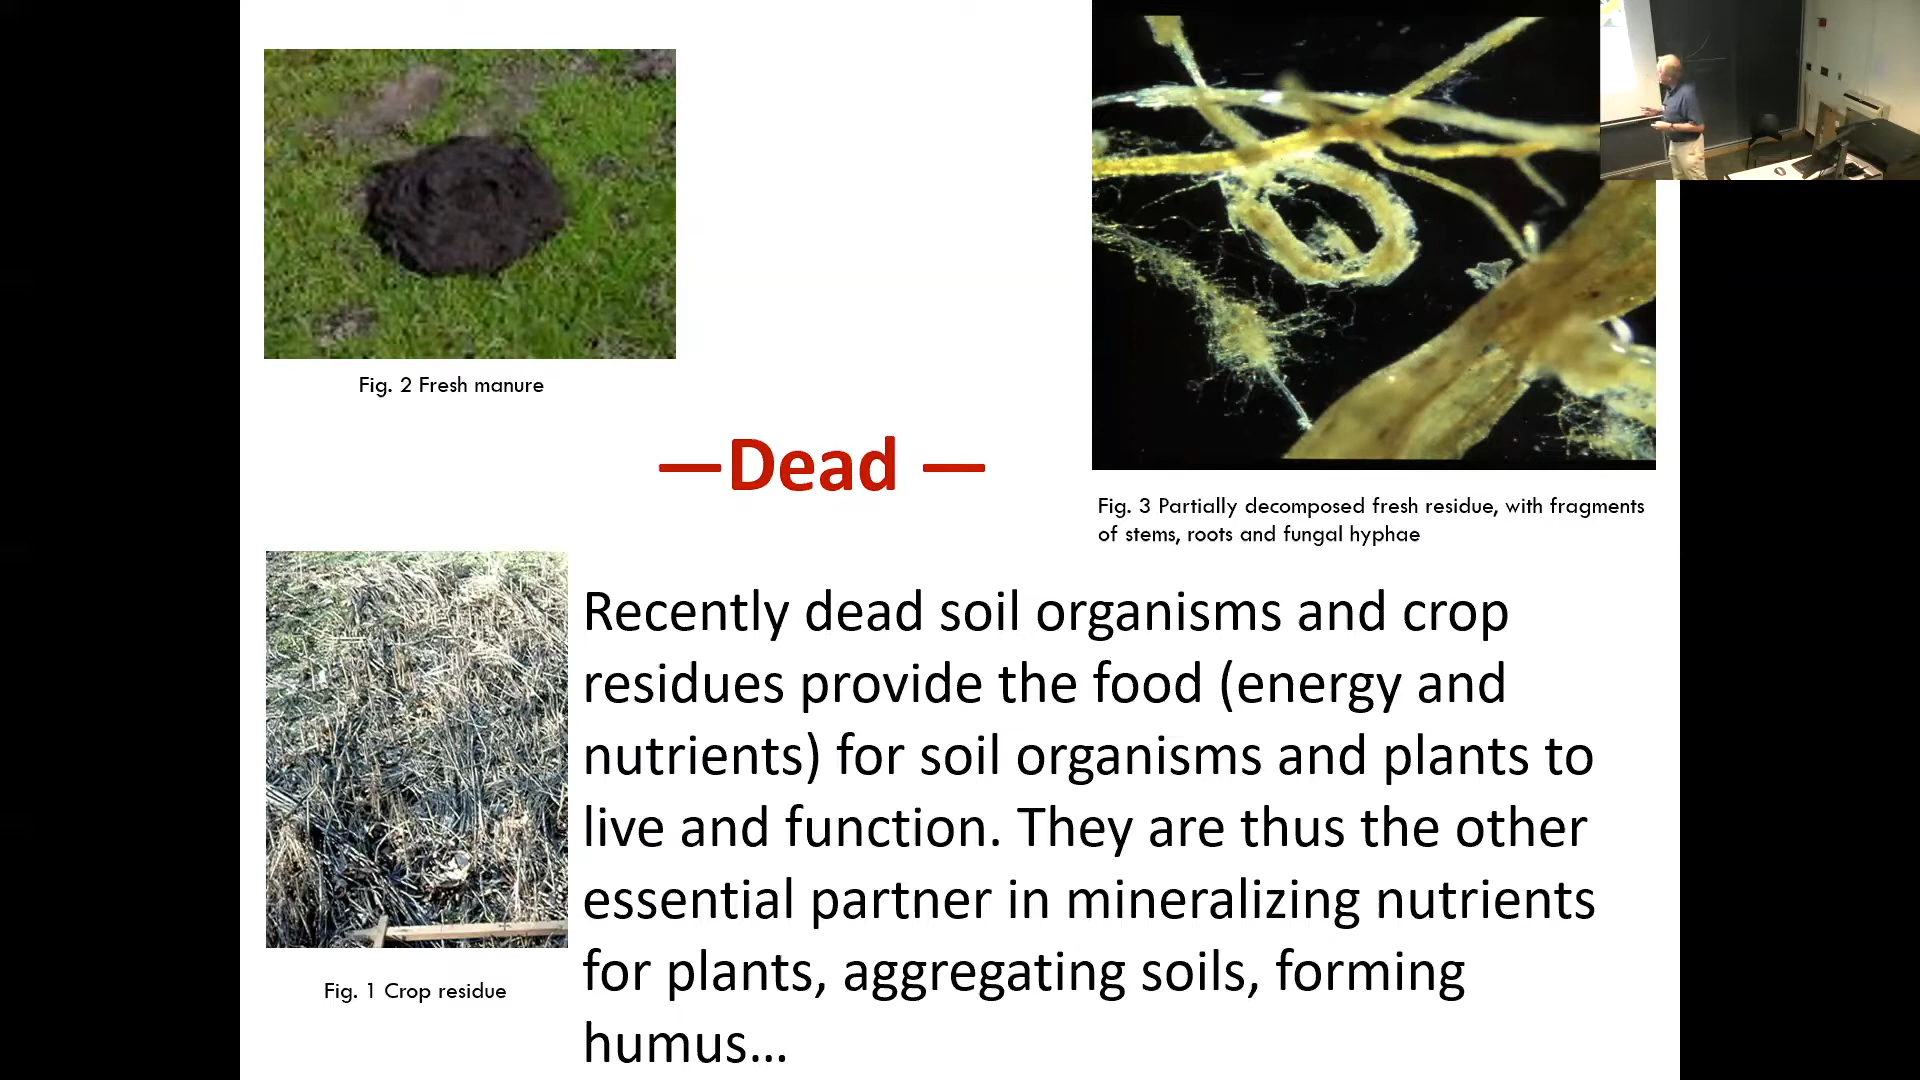 Fig. 2 Fresh manure
—Dead —
Fig. 3 Partially decomposed fresh residue, with fragments
of stems, roots and fungal hyphae
Fig. 1 Crop residue
Recently dead soil organisms and crop
residues provide the food (energy and
nutrients) for soil organisms and plants to
live and function. They are thus the other
essential partner in mineralizing nutrients
for plants, aggregating soils, forming
humus...